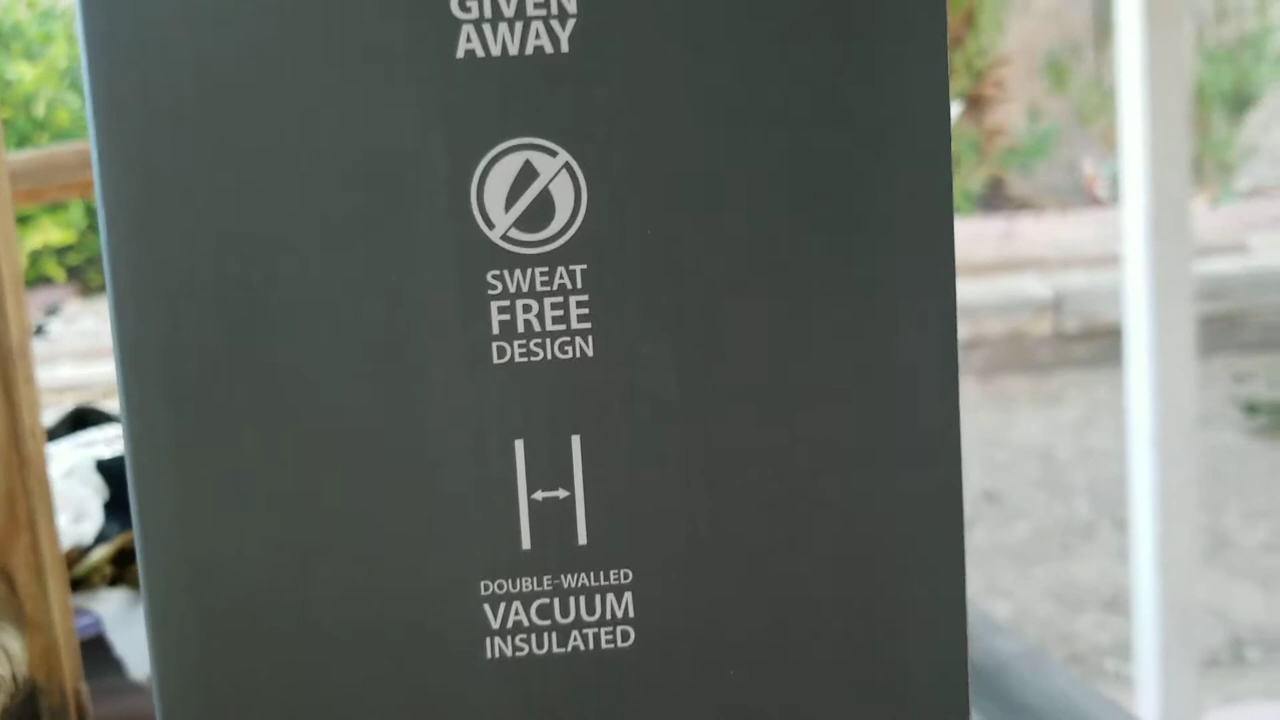 GIVEN
AWAY
SWEAT
FREE
DESIGN
DOUBLE-WALLED
VACUUM
INSULATED